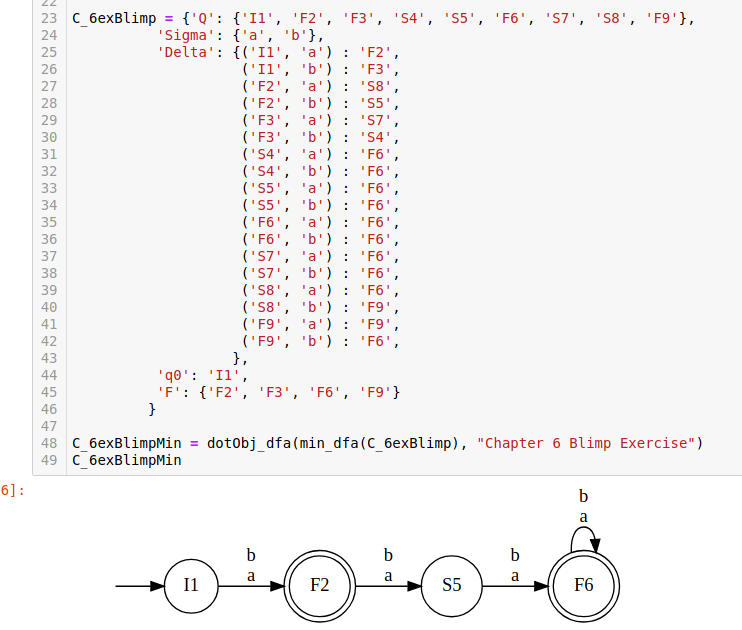 22
23 C_6exBlimp = {'Q': {'I1', 'F2', 'F3', 'S4', 'S5', 'F6', 'S7', 'S8', 'F9'},
24 'Sigma': {'a', 'b'},
25 'Delta': {('I1', 'a') : 'F2',
26 ('I1', 'b') : 'F3',
27 ('F2', 'a') : 'S8',
28 ('F2', 'b') : 'S5',
29 ('F3', 'a') : 'S7',
30 ('F3', 'b') : 'S4',
31 ('S4', 'a') : 'F6',
32 ('S4', 'b') : 'F6',
33 ('S5', 'a') : 'F6',
34 ('S5', 'b') : 'F6',
35 ('F6', 'a') : 'F6',
36 ('F6', 'b') : 'F6',
37 ('S7', 'a') : 'F6',
38 ('S7', 'b') : 'F6',
39 ('S8', 'a') : 'F6',
40 ('S8', 'b') : 'F9',
41 ('F9', 'a') : 'F9',
42 ('F9', 'b') : 'F6',
43 },
44 'q0': 'I1',
45 'F': {'F2', 'F3', 'F6', 'F9'}
46 }
47
48 C_6exBlimpMin = dotObj_dfa(min_dfa(C_6exBlimp), "Chapter 6 Blimp Exercise")
49 C_6exBlimpMin
6]:
b
a
b
a
b
a
b
a
I1
F2
S5
F6